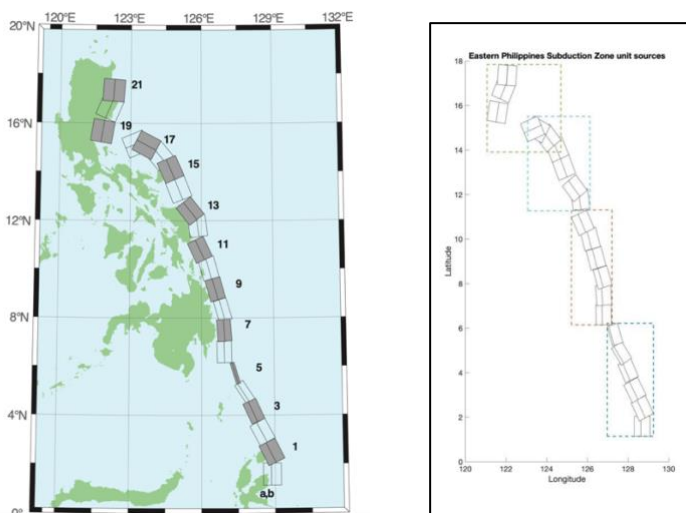 120°E 123°E 126°E 129°E 132°E
20°N
16°N
12°N
8°N
4°N
0°
21
19
17
15
13
11
9
7
5
3
1
a,b
Eastern Philippines Subduction Zone unit sources
18
16
14
12
10
8
6
4
2
0
Latitude
120 122 124 126 128 130
Longitude